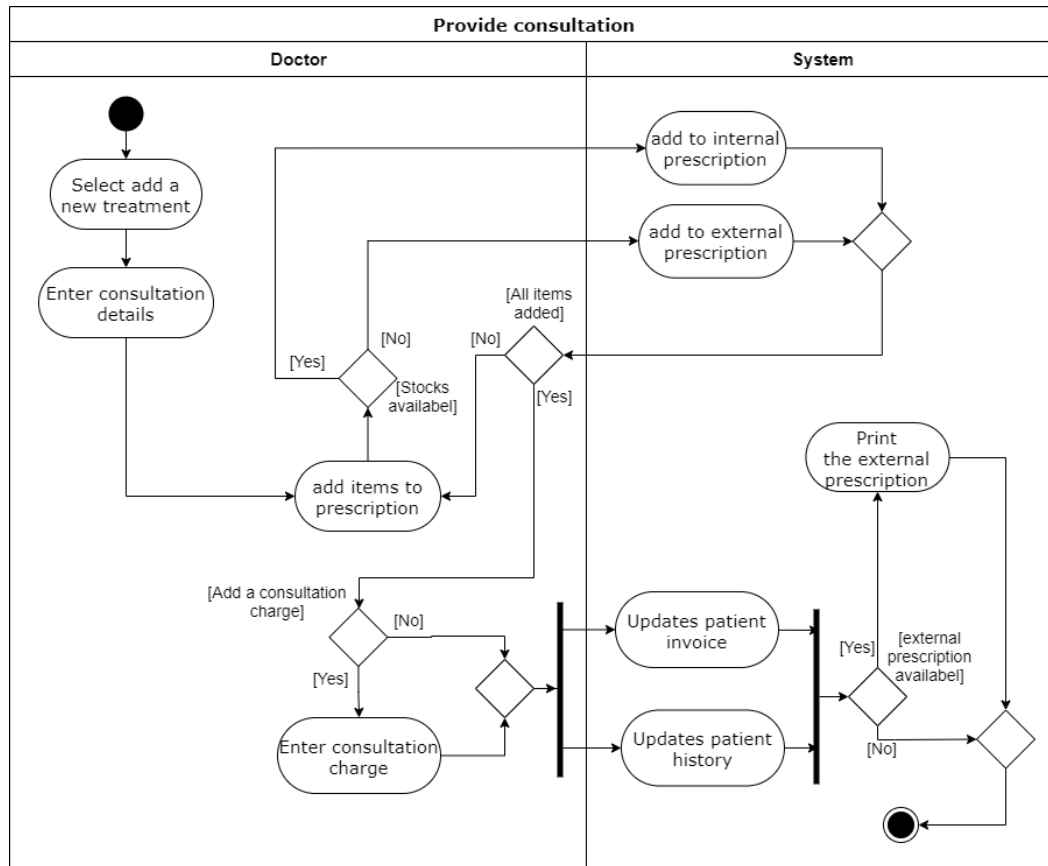 Provide consultation
Doctor
System
Select add a
new treatment
Enter consultation
details
add to internal
prescription
add to external
prescription
[All items
added]
[No]
[Yes]
[No]
[Yes]
[Stocks
availabel]
add items to
prescription
Print
the external
prescription
[Add a consultation
charge]
[No]
[Yes]
Enter consultation
charge
Updates patient
invoice
Updates patient
history
[Yes]
[external
prescription
availabel]
[No]